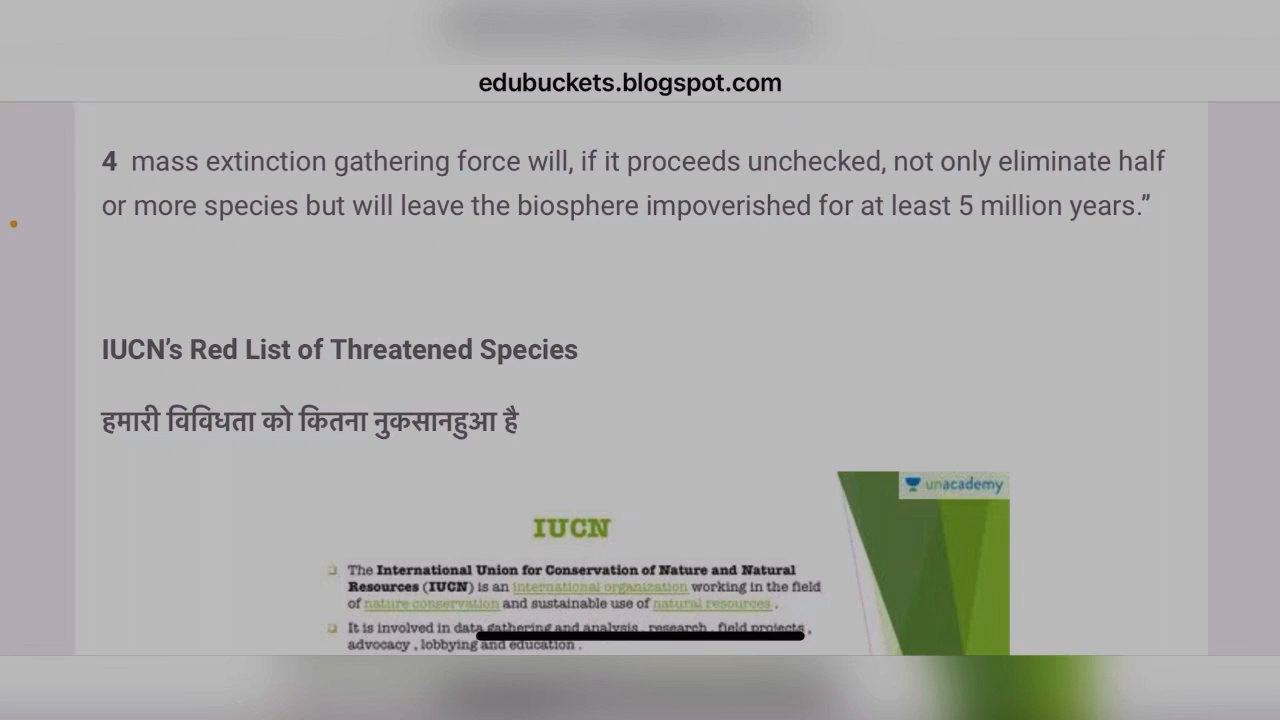 edubuckets.blogspot.com
4 mass extinction gathering force will, if it proceeds unchecked, not only eliminate half
or more species but will leave the biosphere impoverished for at least 5 million years.”
IUCN’s Red List of Threatened Species
हमारी विविधता को कितना नुकसानहुआ है
unacademy
IUCN
The International Union for Conservation of Nature and Natural
Resources (IUCN) is an international organization working in the field
of nature conservation and sustainable use of natural resources .
It is involved in data gathering and analysis , research , field projects ,
advocacy , lobbying and education .